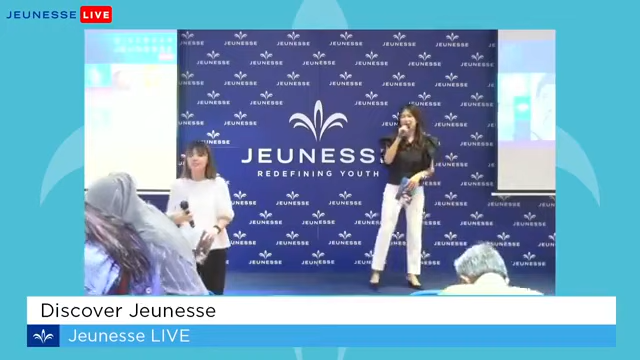 JEUNESSE LIVE
JEUNESSE
REDEFINING YOUTH
Discover Jeunesse
Jeunesse LIVE